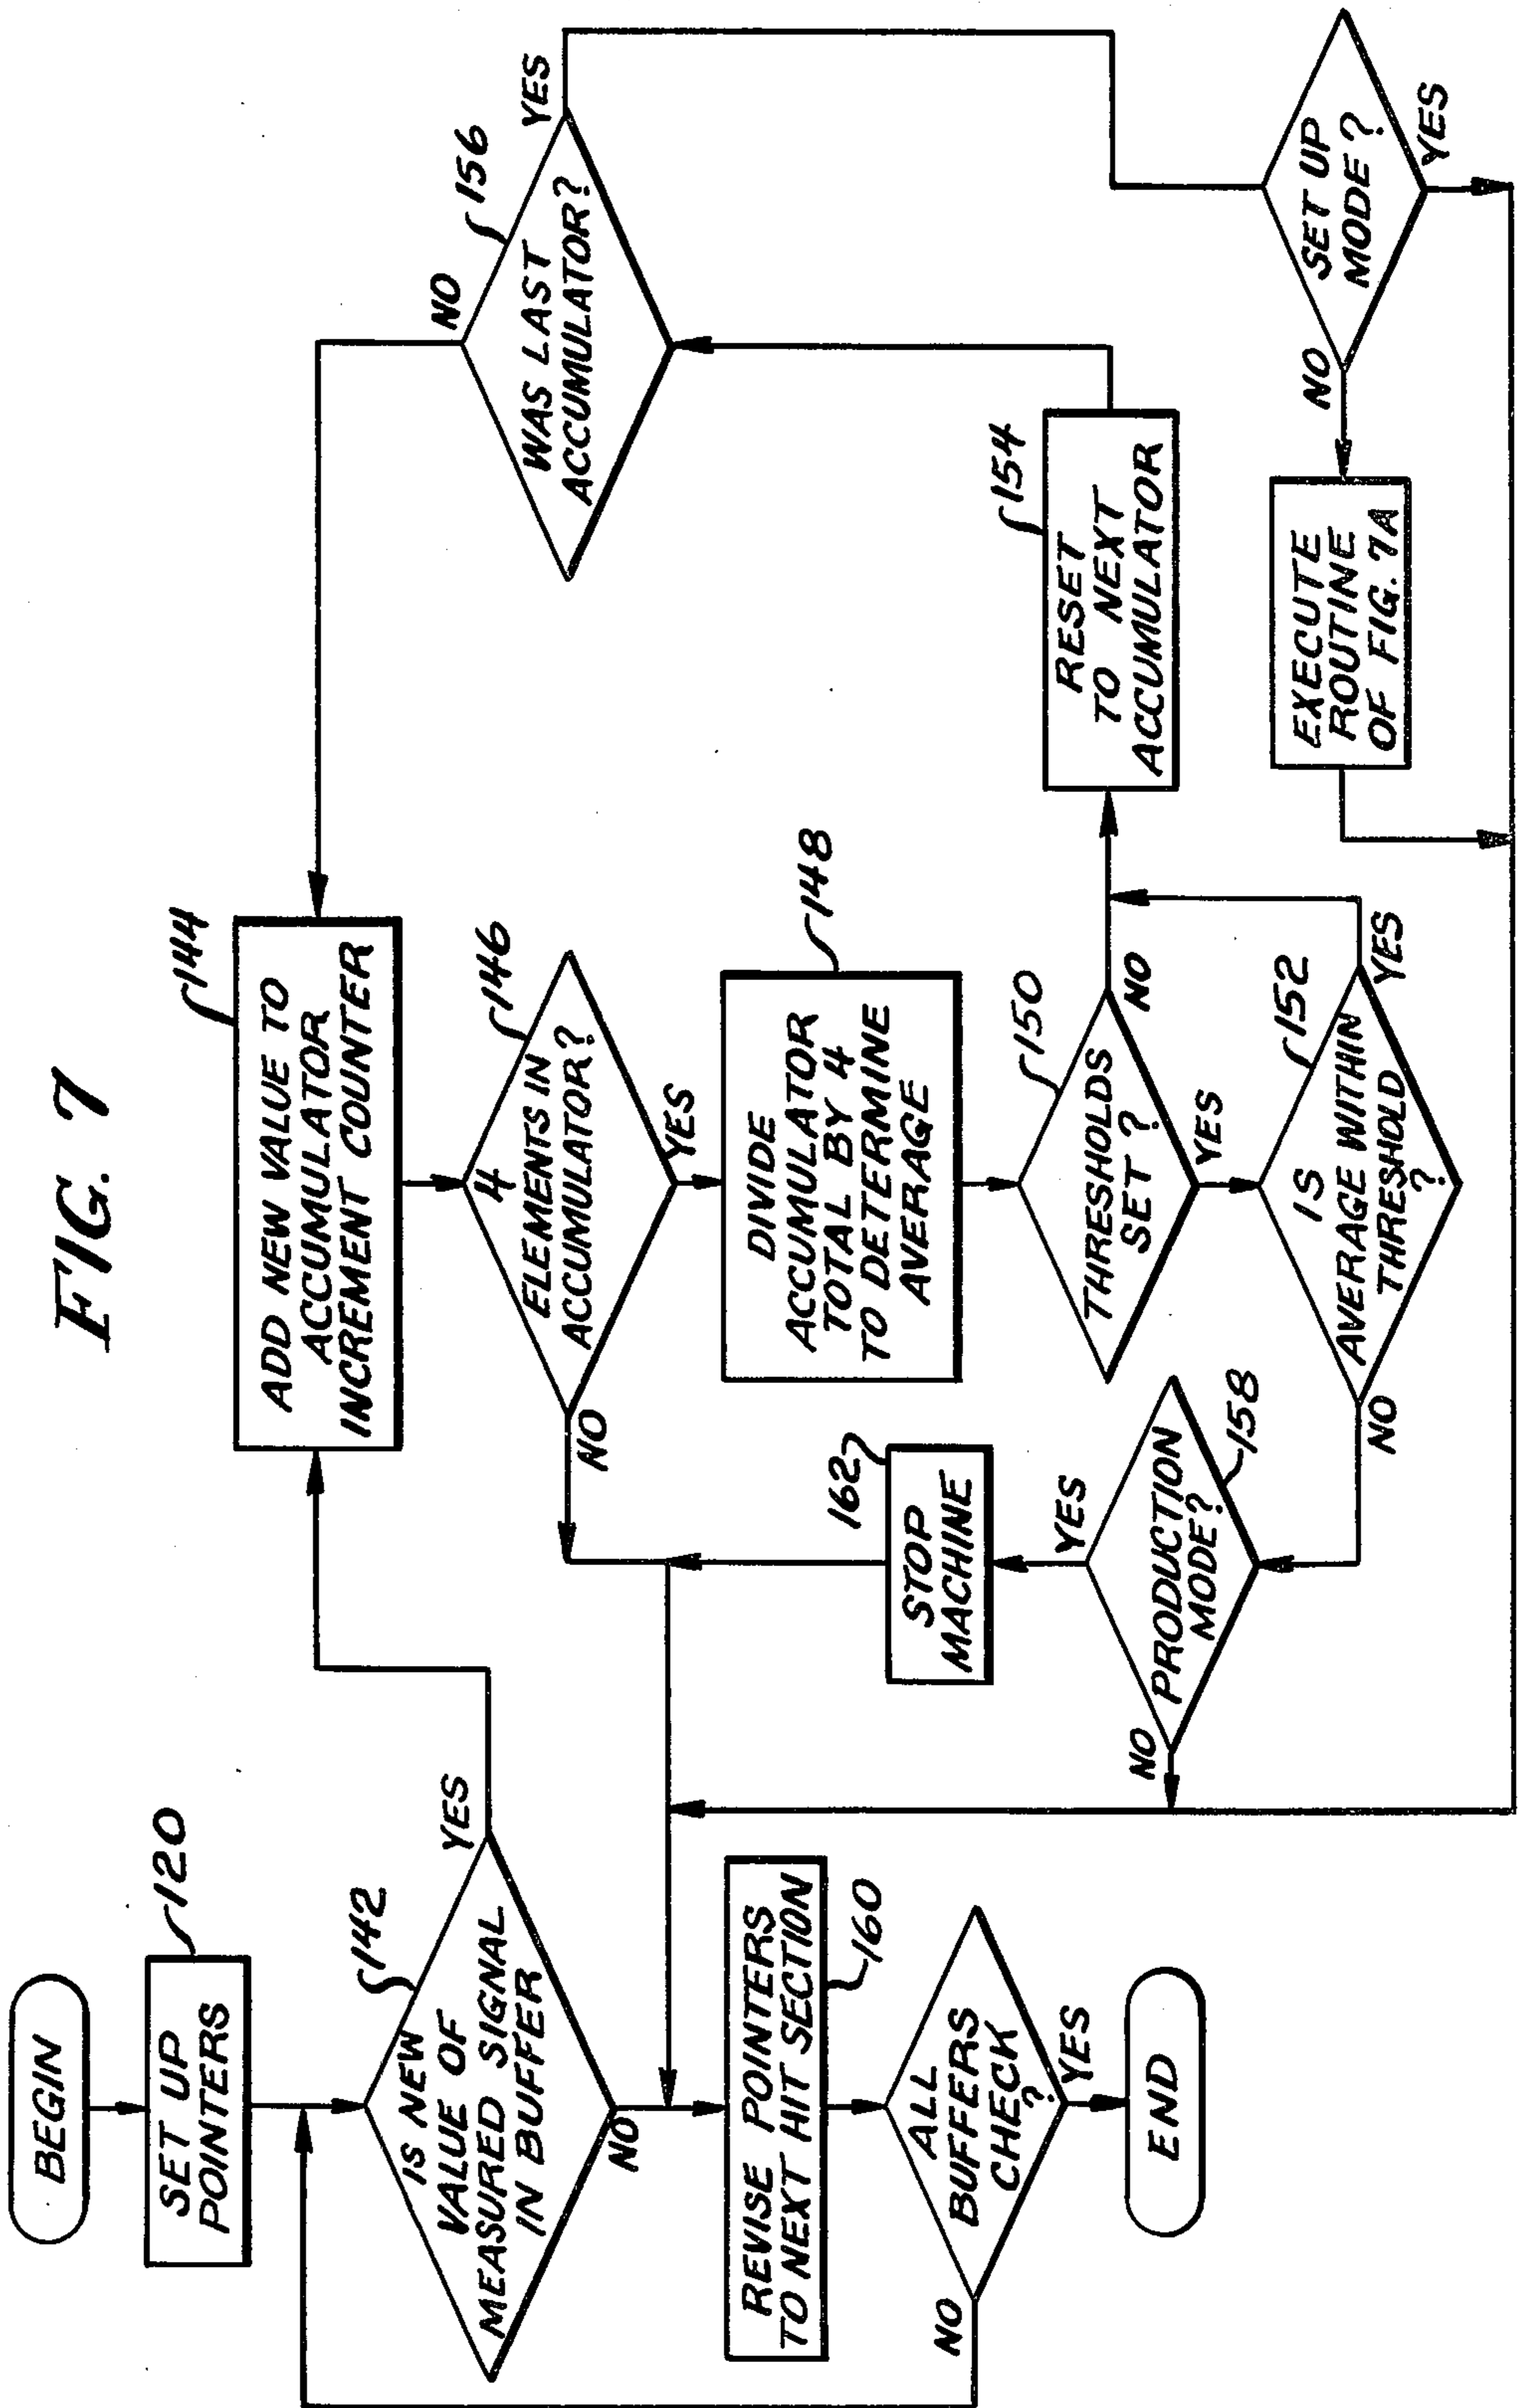 FIG. 7
BEGIN
SET UP
POINTERS
120
IS NEW
VALUE OF
MEASURED SIGNAL
IN BUFFER
142
YES
NO
REVISE POINTERS
TO NEXT HIT SECTION
160
ALL
BUFFERS
CHECK
?
NO
YES
END
ADD NEW VALUE TO
ACCUMULATOR
INCREMENT COUNTER
144
4
ELEMENTS IN
ACCUMULATOR?
146
NO
YES
DIVIDE
ACCUMULATOR
TOTAL BY 4
TO DETERMINE
AVERAGE
148
THRESHOLDS
SET ?
150
NO
YES
IS
AVERAGE WITHIN
THRESHOLD
?
152
YES
NO
PRODUCTION
MODE?
158
YES
NO
STOP
MACHINE
162
RESET
TO NEXT
ACCUMULATOR
154
WAS LAST
ACCUMULATOR?
156
NO
YES
SET UP
MODE?
NO
YES
EXECUTE
ROUTINE
OF FIG. 7A